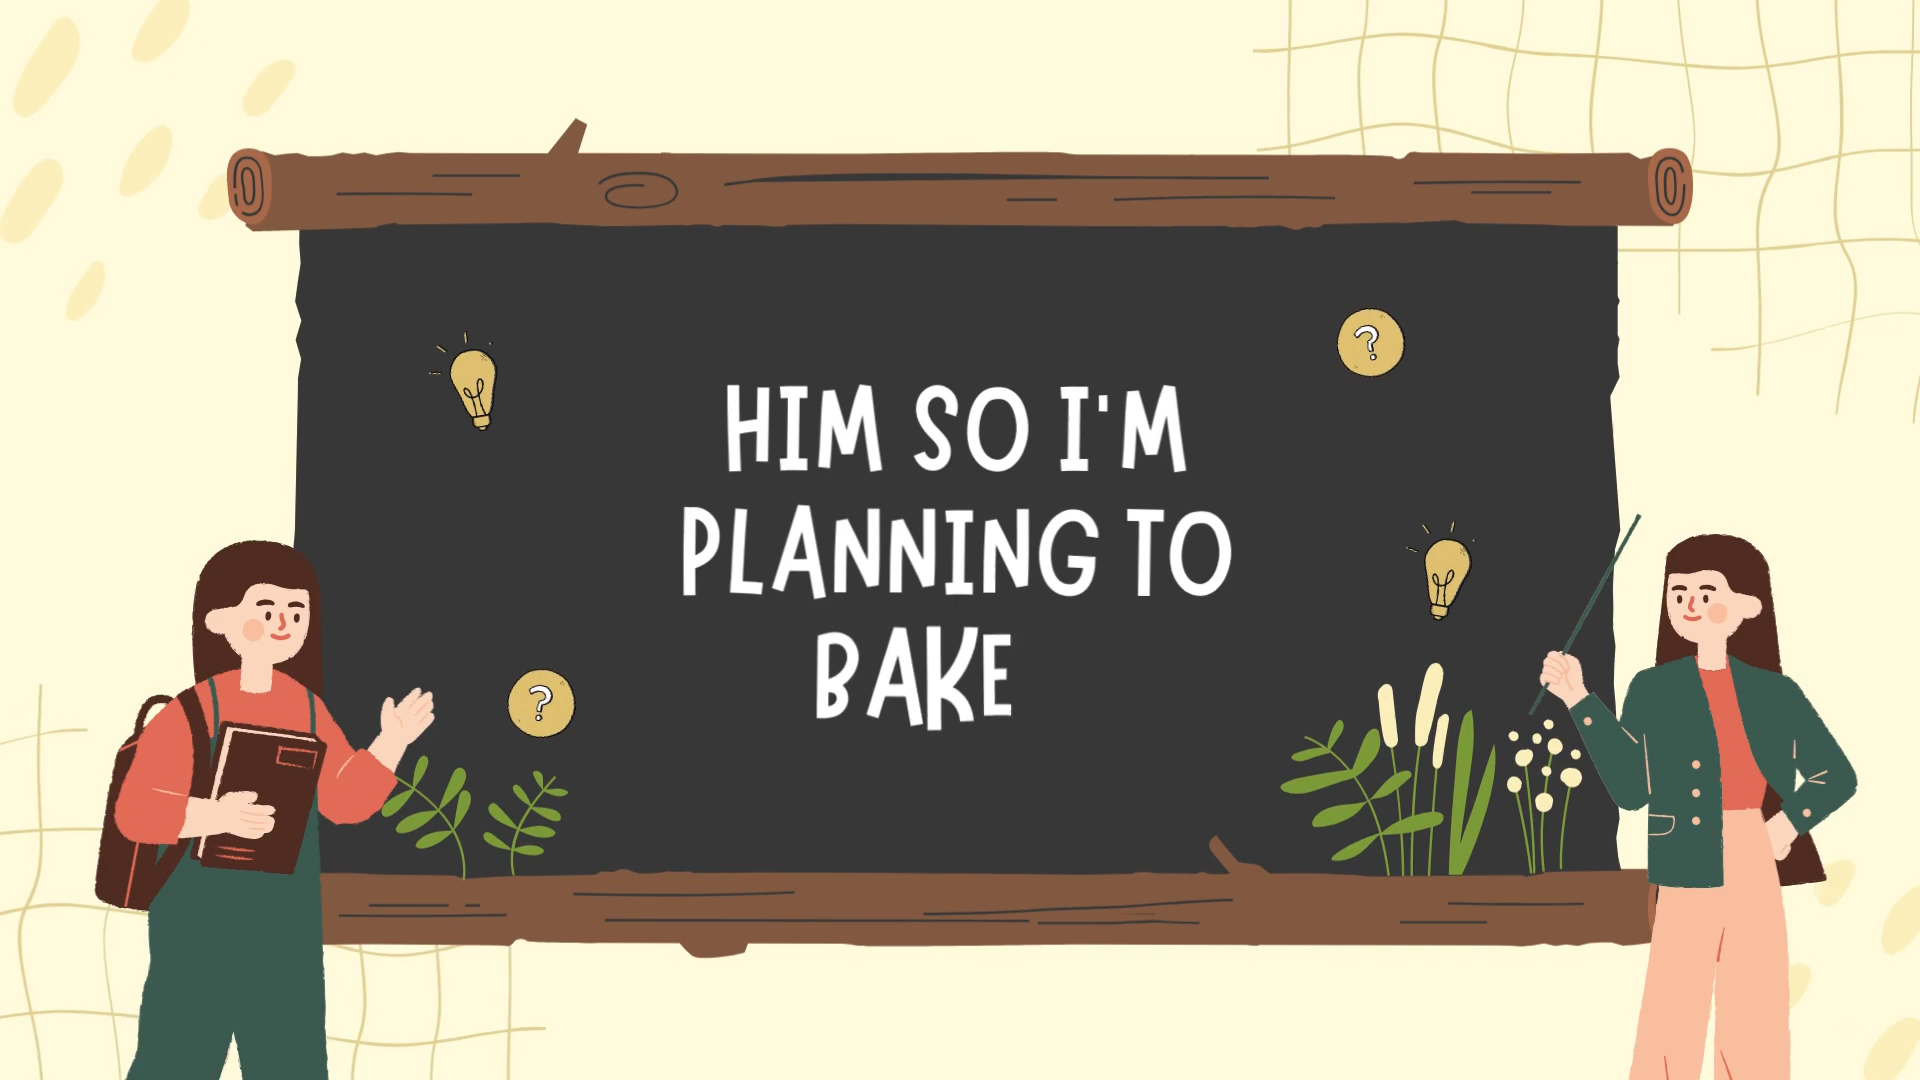 HIM SO I'M
PLANNING TO
BAKE
?
?